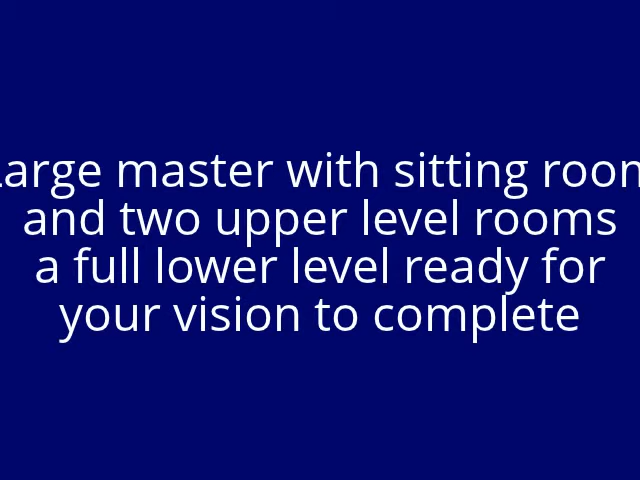 Large master with sitting room
and two upper level rooms
a full lower level ready for
your vision to complete